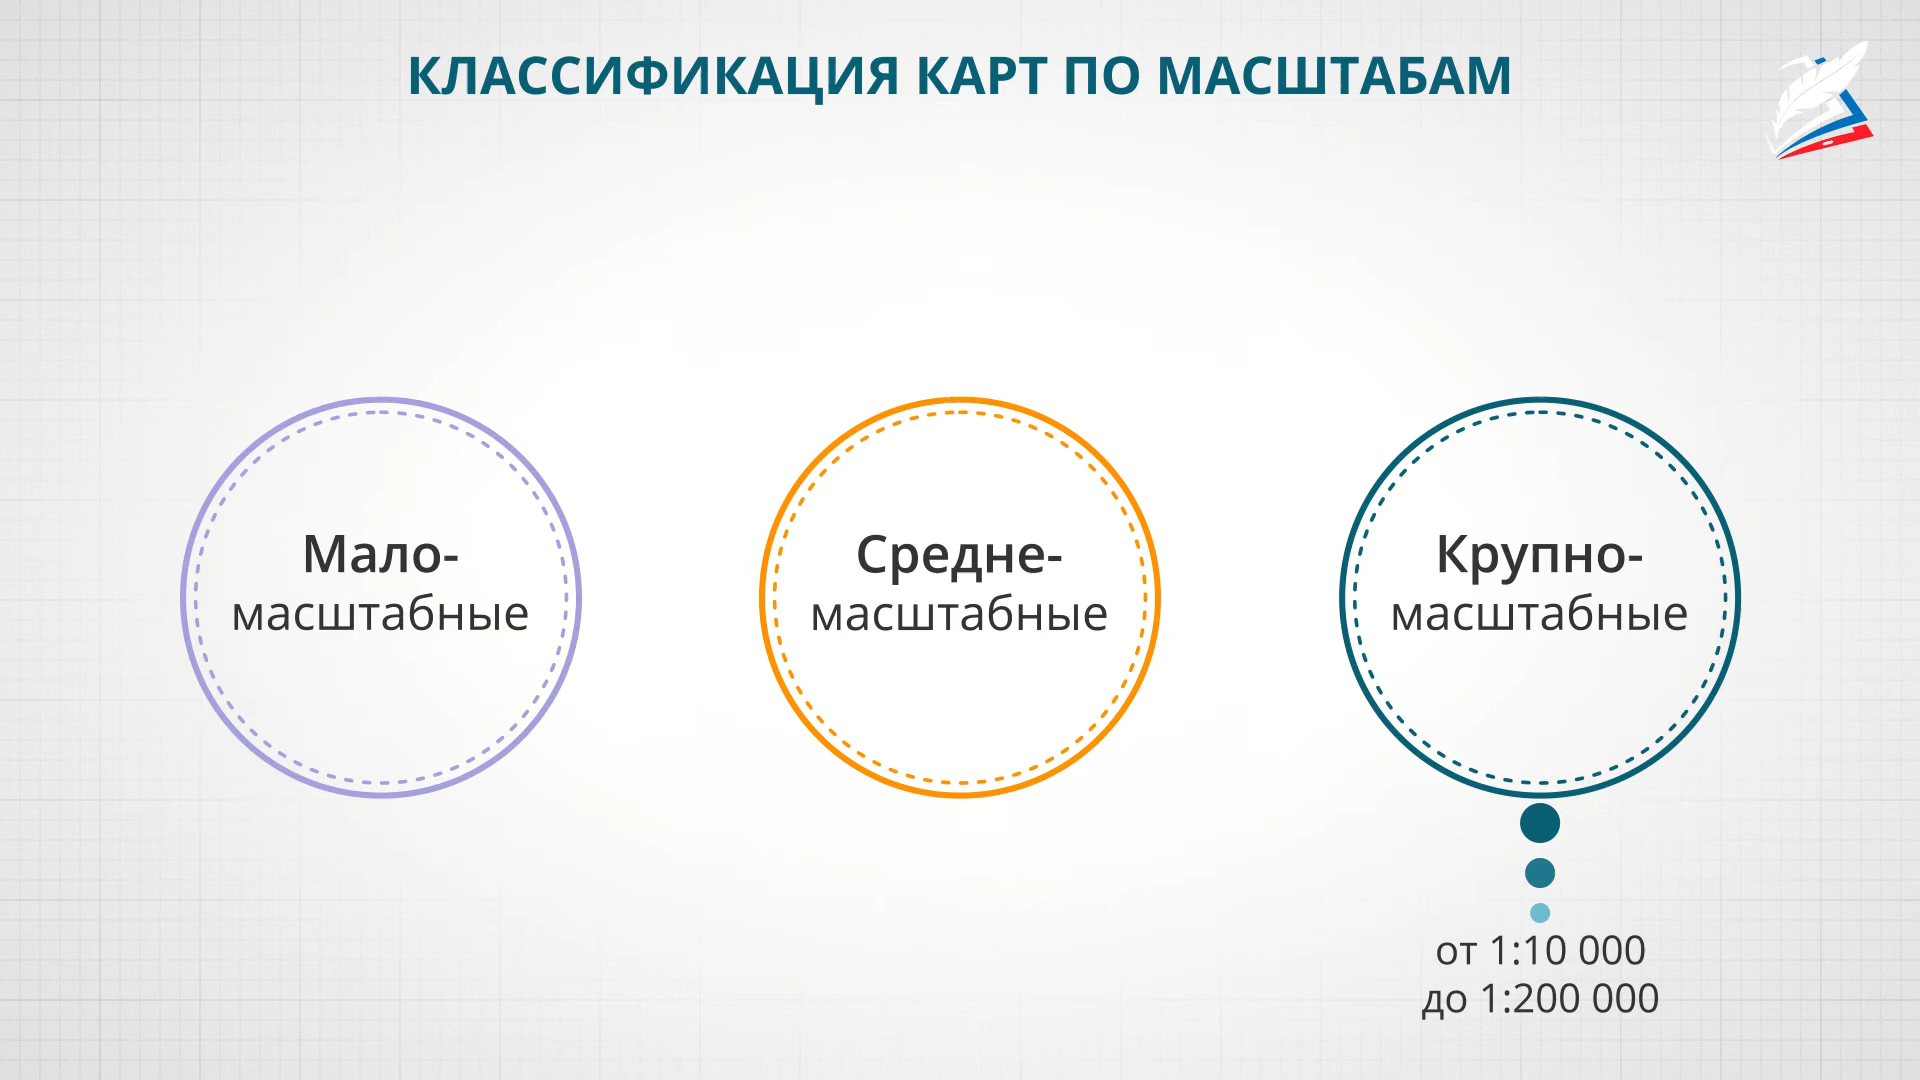 КЛАССИФИКАЦИЯ КАРТ ПО МАСШТАБАМ
Мало-
масштабные
Средне-
масштабные
Крупно-
масштабные
от 1:10 000
до 1:200 000